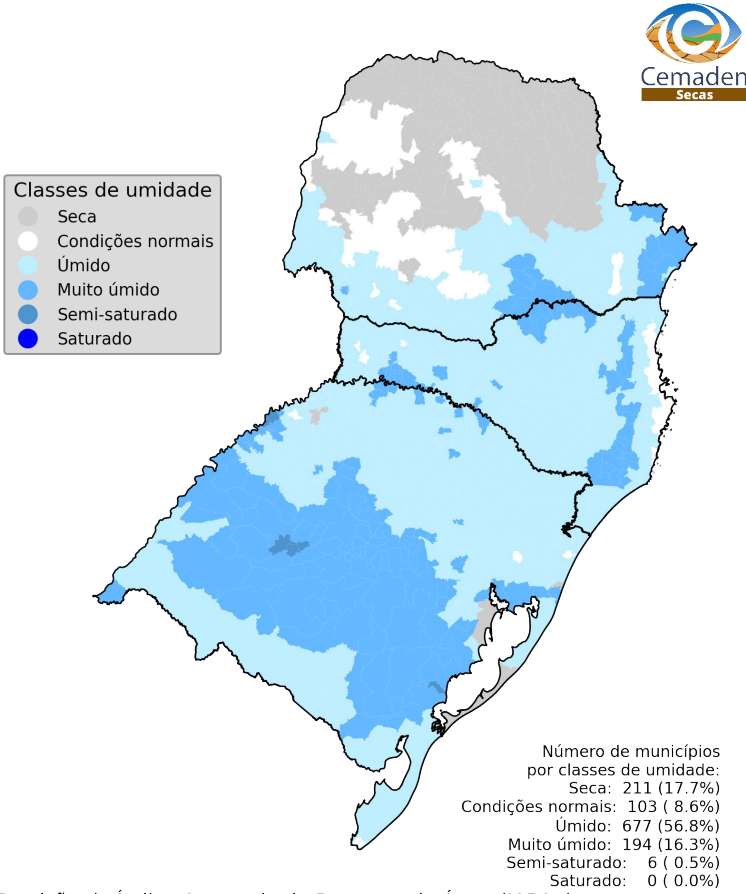 Cemaden
Secas
Classes de umidade
Seca
Condições normais
Úmido
Muito úmido
Semi-saturado
Saturado
Número de municípios
por classes de umidade:
Seca: 211 (17.7%)
Condições normais: 103 ( 8.6%)
Úmido: 677 (56.8%)
Muito úmido: 194 (16.3%)
Semi-saturado: 6 ( 0.5%)
Saturado: 0 ( 0.0%)